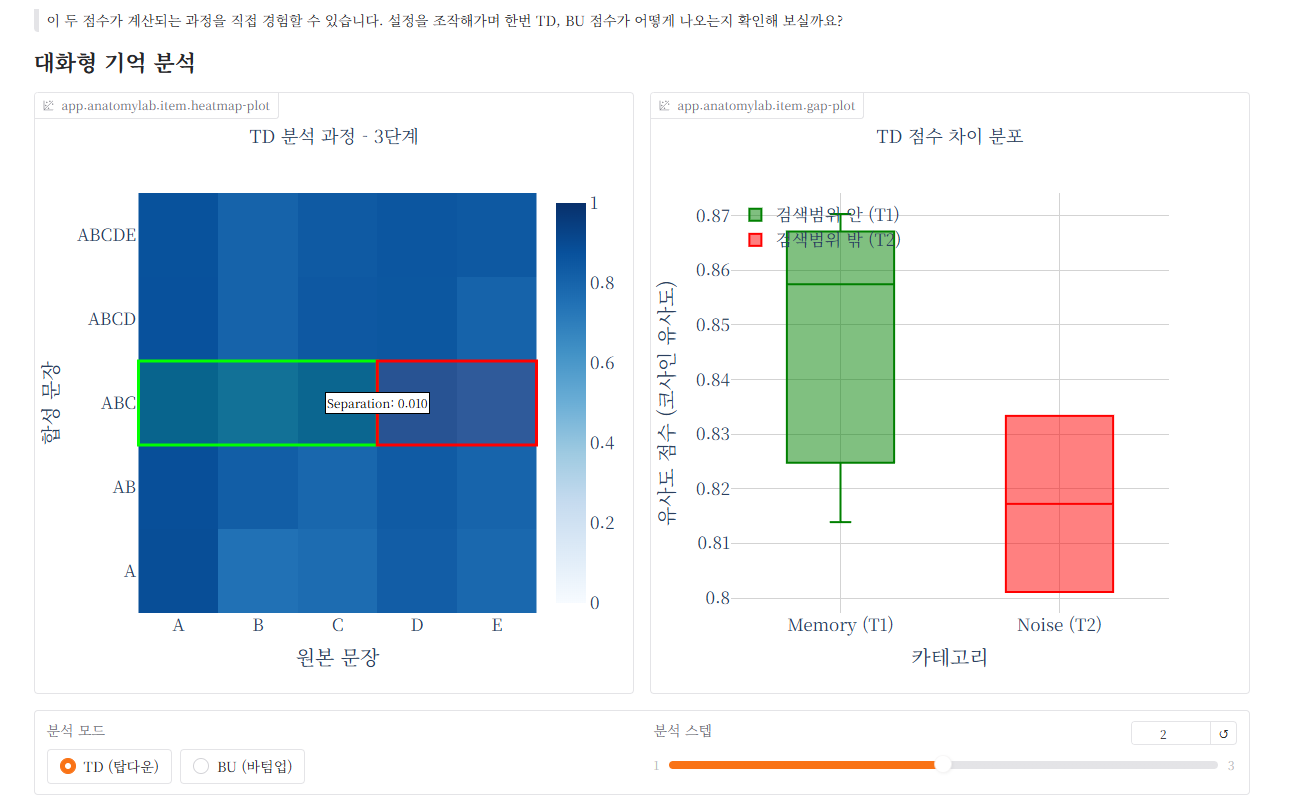 이 두 점수가 계산되는 과정을 직접 경험할 수 있습니다. 설정을 조작해가며 한번 TD, BU 점수가 어떻게 나오는지 확인해 보실까요?
대화형 기억 분석
app.anatomylab.item.heatmap-plot
TD 분석 과정 - 3단계
합성 문장
ABCDE
ABCD
ABC
AB
A
Separation: 0.010
1
0.8
0.6
0.4
0.2
0
A B C D E
원본 문장
app.anatomylab.item.gap-plot
TD 점수 차이 분포
검색범위 안 (T1)
검색범위 밖 (T2)
유사도 점수 (코사인 유사도)
0.87
0.86
0.85
0.84
0.83
0.82
0.81
0.8
Memory (T1) Noise (T2)
카테고리
분석 모드
TD (탑다운) BU (바텀업)
분석 스텝
2 ↺
1 3